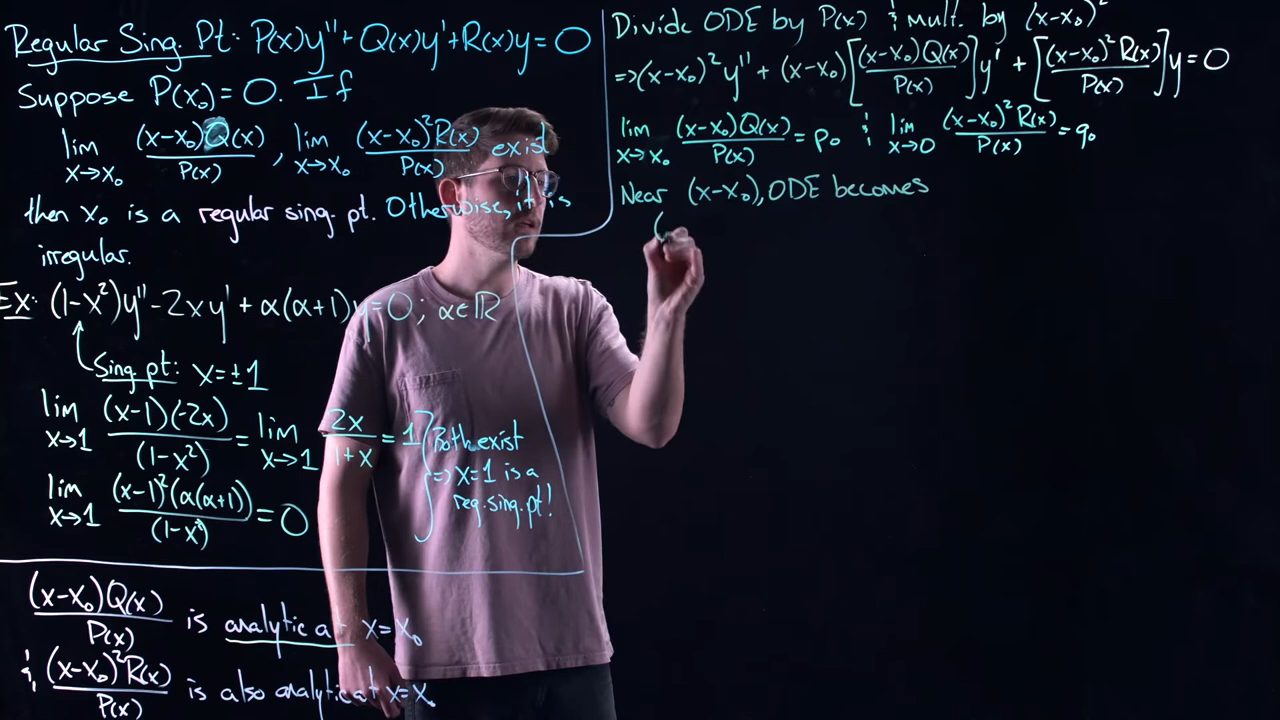 Regular Sing. Pt: P(x)y''+Q(x)y'+R(x)y=0
Suppose P(x₀)=0. If
lim x→x₀ (x-x₀)Q(x)/P(x), lim x→x₀ (x-x₀)²R(x)/P(x) exist
then x₀ is a regular sing. pt. Otherwise, it is
irregular.
Ex: (1-x²)y''-2xy'+α(α+1)y=0; α∈ℝ
Sing. pt: x=±1
lim x→1 (x-1)(-2x)/(1-x²) = lim x→1 2x/1+x = 1
lim x→1 (x-1)²(α(α+1))/(1-x²) = 0
Both exist
⇒ x=1 is a
reg. sing. pt!
(x-x₀)Q(x)/P(x) is analytic at x=x₀
& (x-x₀)²R(x)/P(x) is also analytic at x=x₀
Divide ODE by P(x) & mult. by (x-x₀)²
⇒(x-x₀)²y''+(x-x₀)[(x-x₀)Q(x)/P(x)]y'+[(x-x₀)²R(x)/P(x)]y=0
lim x→x₀ (x-x₀)Q(x)/P(x) = p₀ & lim x→0 (x-x₀)²R(x)/P(x) = q₀
Near (x-x₀), ODE becomes
(